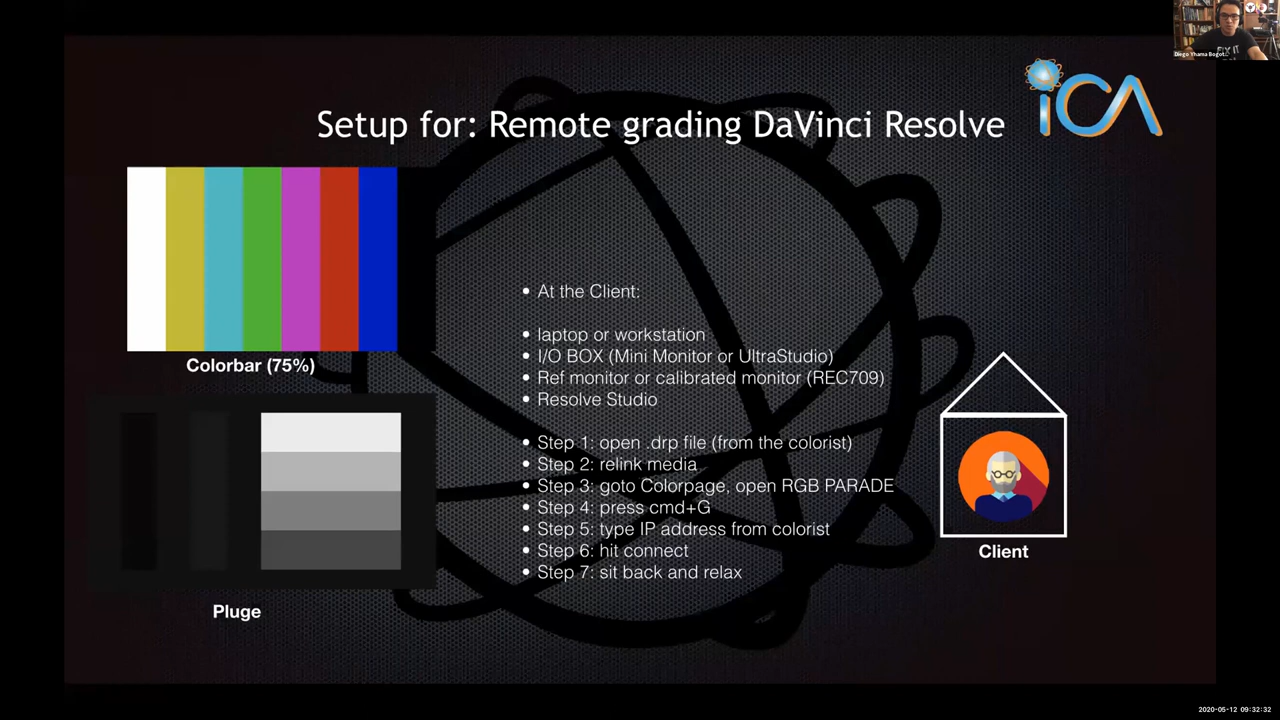 Diego Yhama Bogot...
iCA
Setup for: Remote grading DaVinci Resolve
Colorbar (75%)
• At the Client:
• laptop or workstation
• I/O BOX (Mini Monitor or UltraStudio)
• Ref monitor or calibrated monitor (REC709)
• Resolve Studio
• Step 1: open .drp file (from the colorist)
• Step 2: relink media
• Step 3: goto Colorpage, open RGB PARADE
• Step 4: press cmd+G
• Step 5: type IP address from colorist
• Step 6: hit connect
• Step 7: sit back and relax
Client
Pluge
2020-05-12 09:32:32